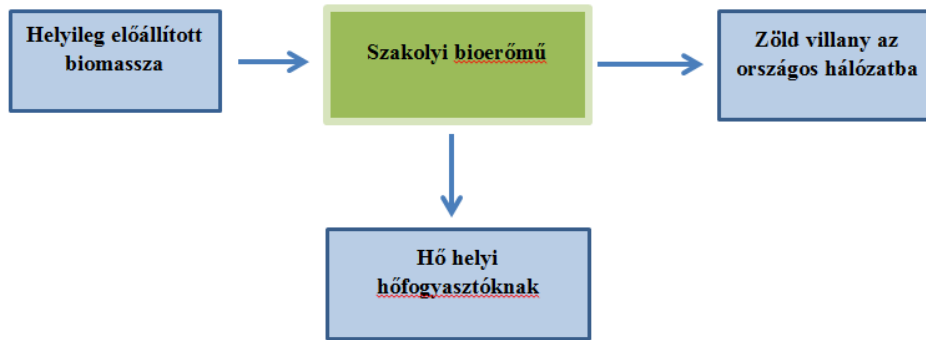 Helyileg előállított
biomassza
Szakolyi bioerőmű
Zöld villany az
országos hálózatba
Hő helyi
hőfogyasztóknak